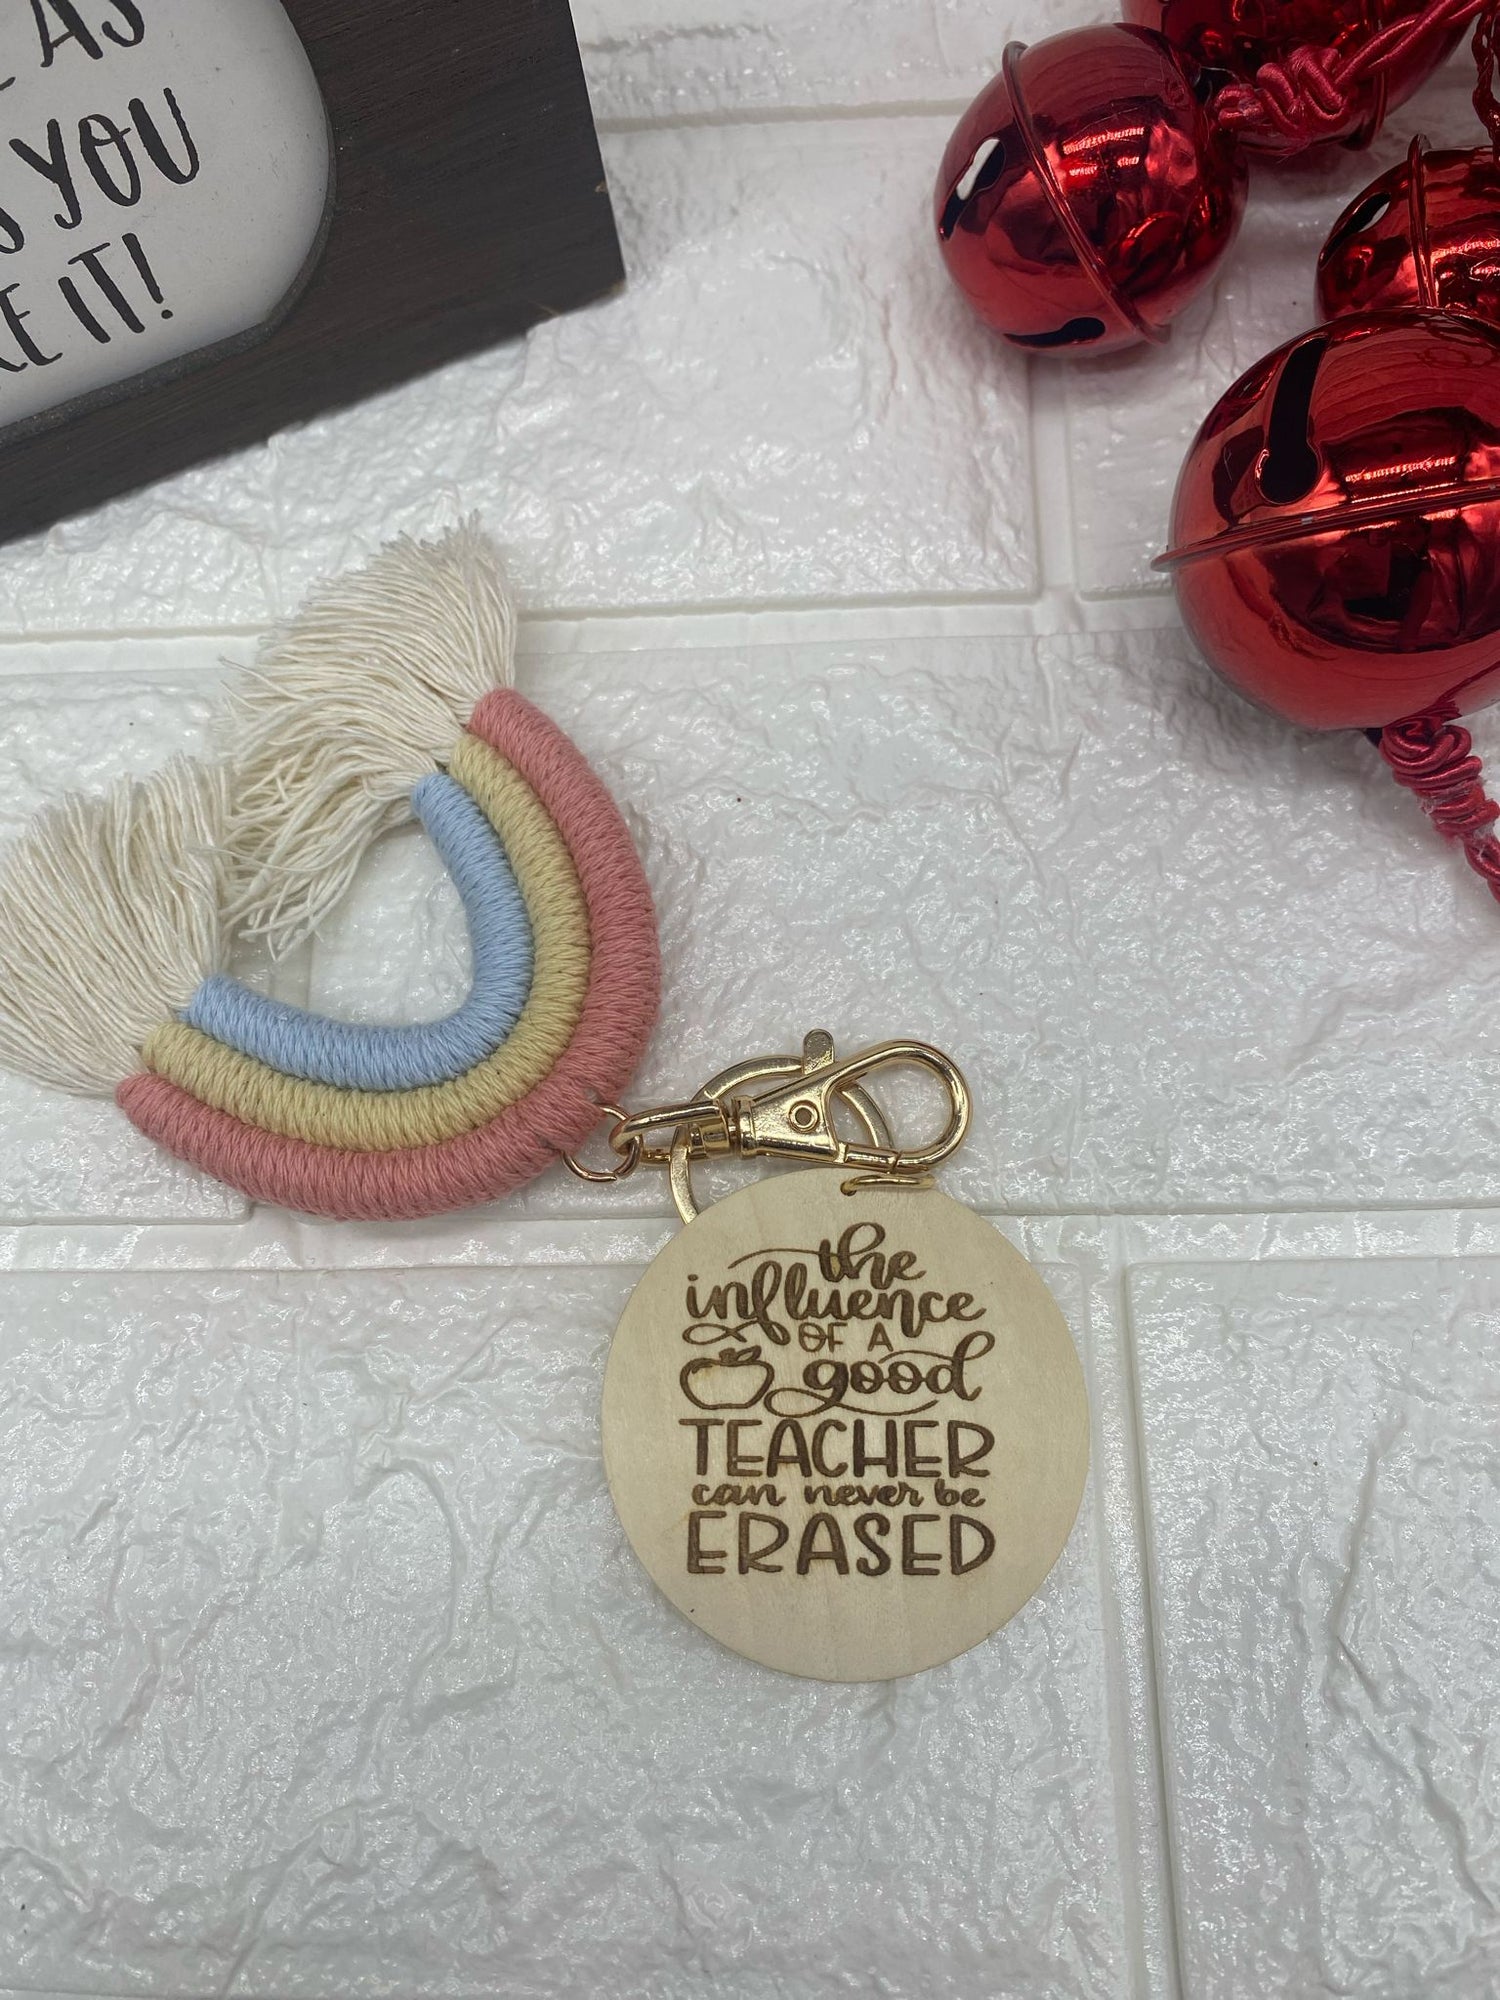 AS
YOU
IT!
the
influence
OF A
good
TEACHER
can never be
ERASED